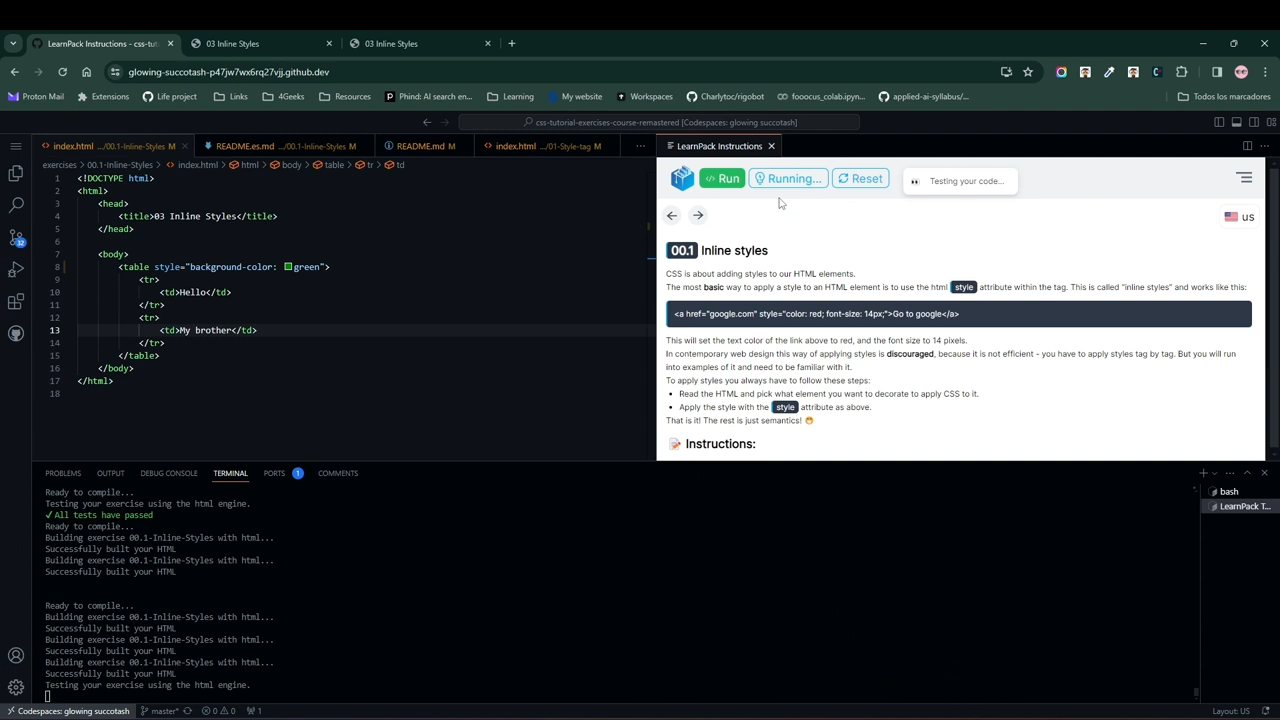 LearnPack Instructions - css-tut
03 Inline Styles
03 Inline Styles
glowing-succotash-p47jw7wx6rq27vjj.github.dev
Proton Mail
Extensions
Life project
Links
4Geeks
Resources
Phind: AI search en...
Learning
My website
Workspaces
Charlytoc/rigobot
fooocus_colab.ipyn...
applied-ai-syllabus/...
Todos los marcadores
css-tutorial-exercises-course-remastered [Codespaces: glowing succotash]
index.html .../00.1-Inline-Styles M
README.es.md .../00.1-Inline-Styles M
README.md M
index.html .../01-Style-tag M
LearnPack Instructions
exercises > 00.1-Inline-Styles > index.html > html > body > table > tr > td
1 <!DOCTYPE html>
2 <html>
3 <head>
4 <title>03 Inline Styles</title>
5 </head>
6
7 <body>
8 <table style="background-color: green">
9 <tr>
10 <td>Hello</td>
11 </tr>
12 <tr>
13 <td>My brother</td>
14 </tr>
15 </table>
16 </body>
17 </html>
18
Run
Running...
Reset
Testing your code...
us
00.1 Inline styles
CSS is about adding styles to our HTML elements.
The most basic way to apply a style to an HTML element is to use the html style attribute within the tag. This is called "inline styles" and works like this:
<a href="google.com" style="color: red; font-size: 14px;">Go to google</a>
This will set the text color of the link above to red, and the font size to 14 pixels.
In contemporary web design this way of applying styles is discouraged, because it is not efficient - you have to apply styles tag by tag. But you will run
into examples of it and need to be familiar with it.
To apply styles you always have to follow these steps:
• Read the HTML and pick what element you want to decorate to apply CSS to it.
• Apply the style with the style attribute as above.
That is it! The rest is just semantics! 😁
📝 Instructions:
PROBLEMS
OUTPUT
DEBUG CONSOLE
TERMINAL
PORTS 1
COMMENTS
Ready to compile...
Testing your exercise using the html engine.
✓ All tests have passed
Ready to compile...
Building exercise 00.1-Inline-Styles with html...
Successfully built your HTML
Building exercise 00.1-Inline-Styles with html...
Successfully built your HTML
Ready to compile...
Building exercise 00.1-Inline-Styles with html...
Successfully built your HTML
Building exercise 00.1-Inline-Styles with html...
Successfully built your HTML
Building exercise 00.1-Inline-Styles with html...
Successfully built your HTML
Testing your exercise using the html engine.
bash
LearnPack T...
32
Codespaces: glowing succotash
master*
0 0
1
Layout: US